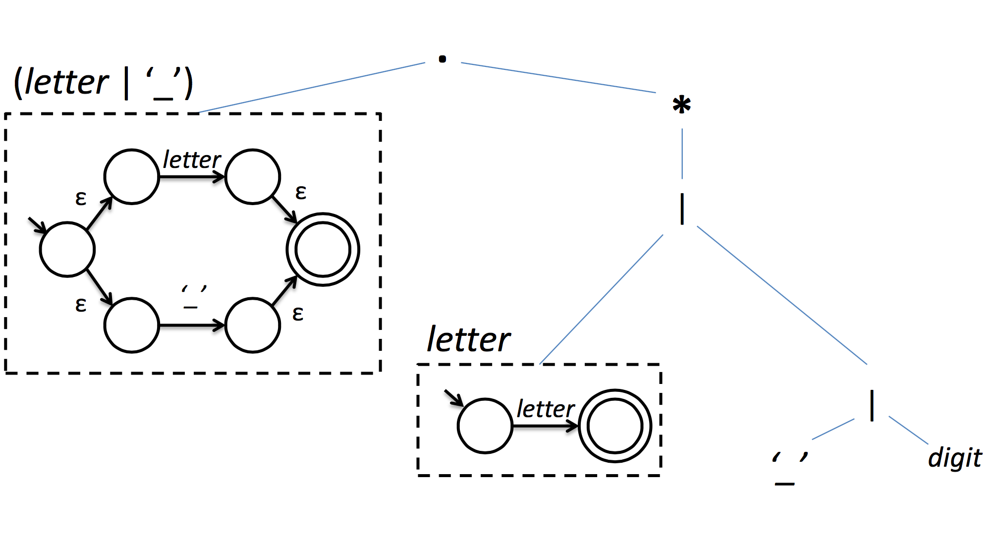 .
(letter | ‘_’)
*
letter
ε
ε
|
‘_’
ε
ε
letter
letter
|
‘_’
digit